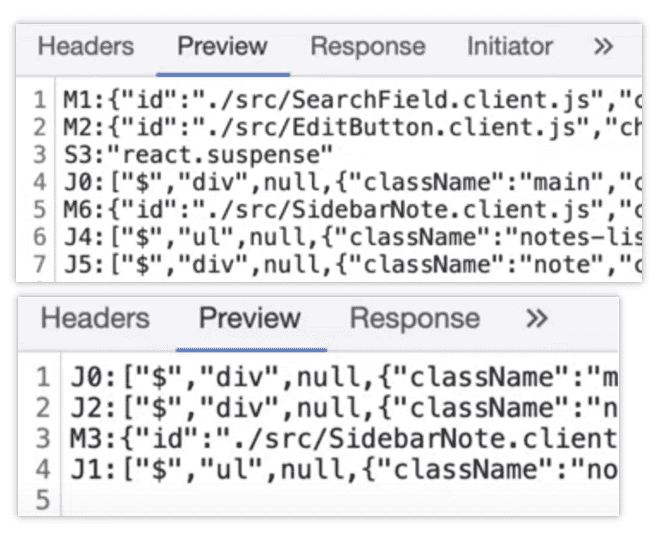 Headers Preview Response Initiator »
1 M1:{"id":"./src/SearchField.client.js","c
2 M2:{"id":"./src/EditButton.client.js","ch
3 S3:"react.suspense"
4 J0:["$","div",null,{"className":"main","c
5 M6:{"id":"./src/SidebarNote.client.js","c
6 J4:["$","ul",null,{"className":"notes-lis
7 J5:["$","div",null,{"className":"note","c
Headers Preview Response »
1 J0:["$","div",null,{"className":"m
2 J2:["$","div",null,{"className":"n
3 M3:{"id":"./src/SidebarNote.client
4 J1:["$","ul",null,{"className":"no
5